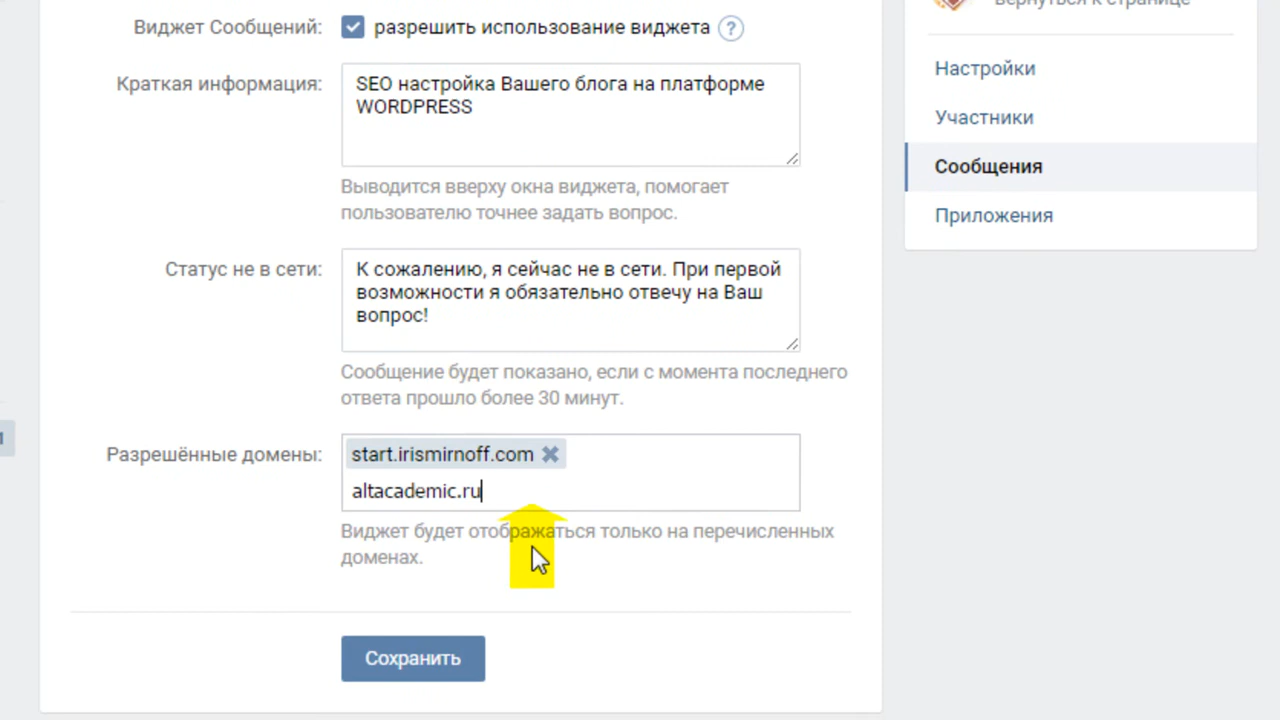 Виджет Сообщений: разрешить использование виджета ?
Краткая информация: SEO настройка Вашего блога на платформе
WORDPRESS
Выводится вверху окна виджета, помогает
пользователю точнее задать вопрос.
Статус не в сети: К сожалению, я сейчас не в сети. При первой
возможности я обязательно отвечу на Ваш
вопрос!
Сообщение будет показано, если с момента последнего
ответа прошло более 30 минут.
Разрешённые домены: start.irismirnoff.com
altacademic.ru
Виджет будет отображаться только на перечисленных
доменах.
Сохранить
вернуться к странице
Настройки
Участники
Сообщения
Приложения